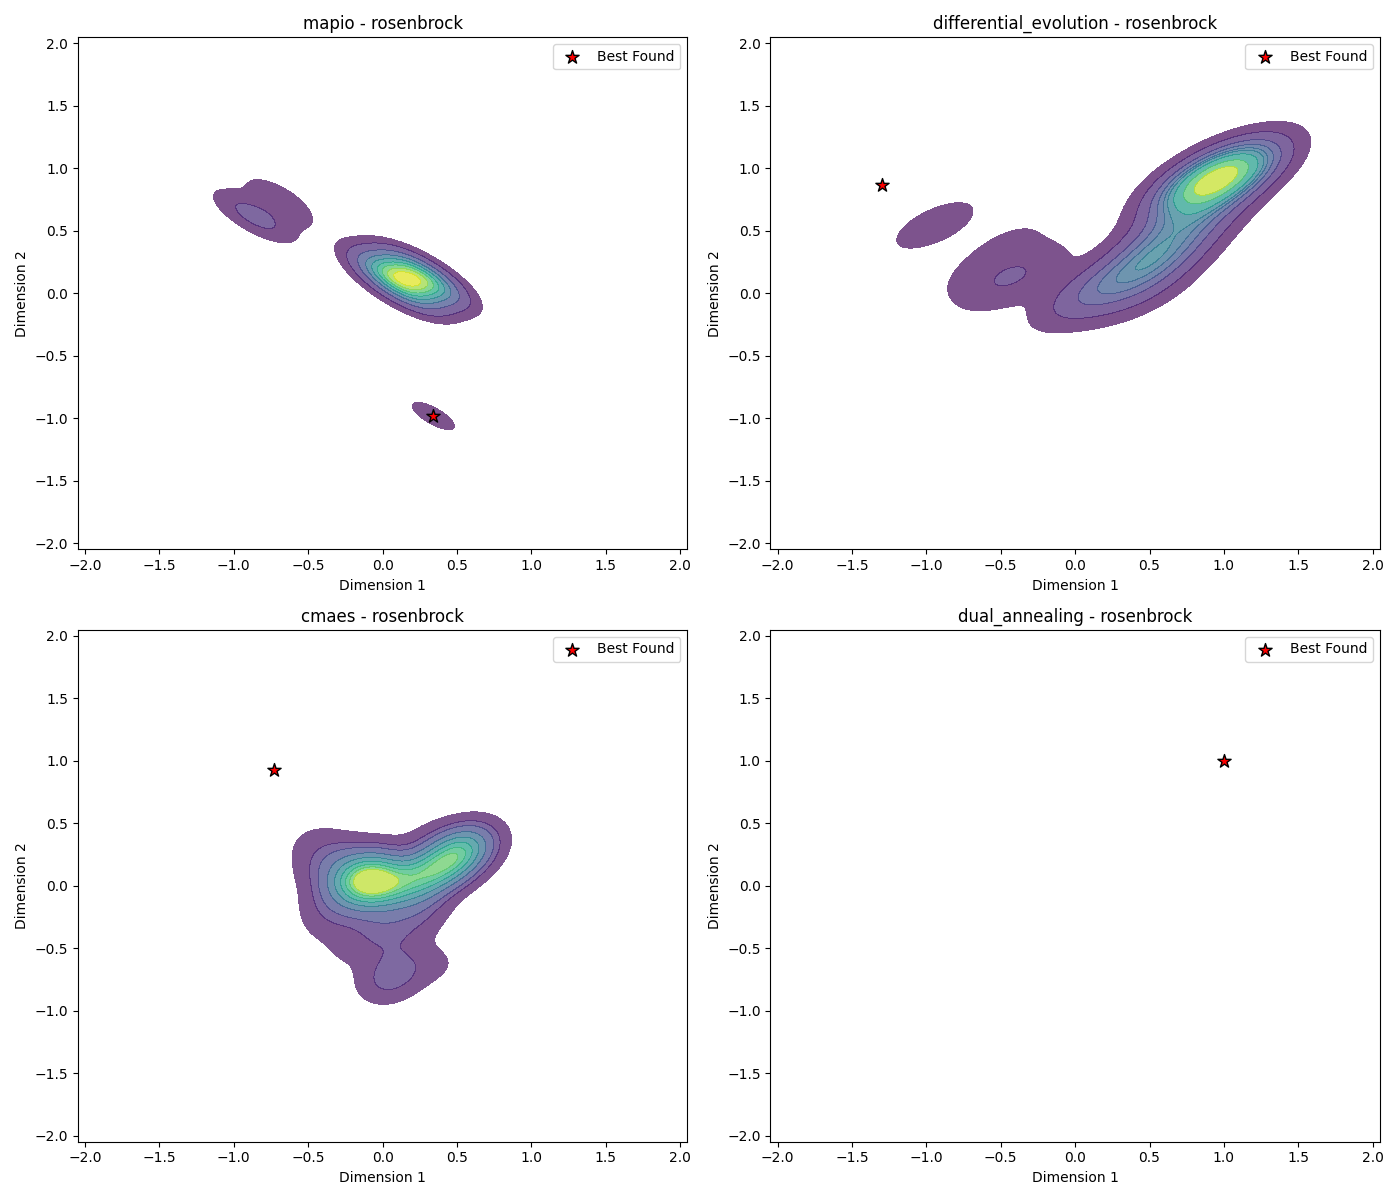 mapio - rosenbrock
Best Found
2.0
1.5
1.0
0.5
0.0
−0.5
−1.0
−1.5
−2.0
Dimension 2
−2.0 −1.5 −1.0 −0.5 0.0 0.5 1.0 1.5 2.0
Dimension 1
differential_evolution - rosenbrock
Best Found
2.0
1.5
1.0
0.5
0.0
−0.5
−1.0
−1.5
−2.0
Dimension 2
−2.0 −1.5 −1.0 −0.5 0.0 0.5 1.0 1.5 2.0
Dimension 1
cmaes - rosenbrock
Best Found
2.0
1.5
1.0
0.5
0.0
−0.5
−1.0
−1.5
−2.0
Dimension 2
−2.0 −1.5 −1.0 −0.5 0.0 0.5 1.0 1.5 2.0
Dimension 1
dual_annealing - rosenbrock
Best Found
2.0
1.5
1.0
0.5
0.0
−0.5
−1.0
−1.5
−2.0
Dimension 2
−2.0 −1.5 −1.0 −0.5 0.0 0.5 1.0 1.5 2.0
Dimension 1